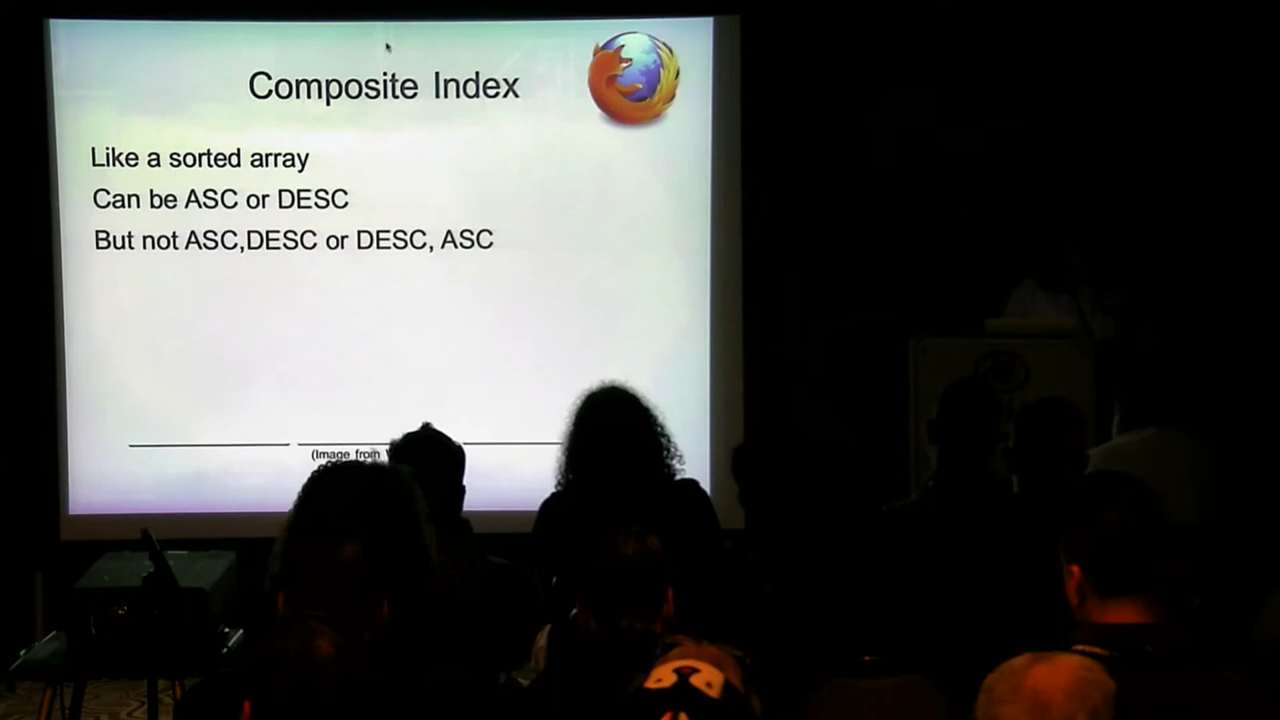 Composite Index
Like a sorted array
Can be ASC or DESC
But not ASC,DESC or DESC, ASC
(Image from